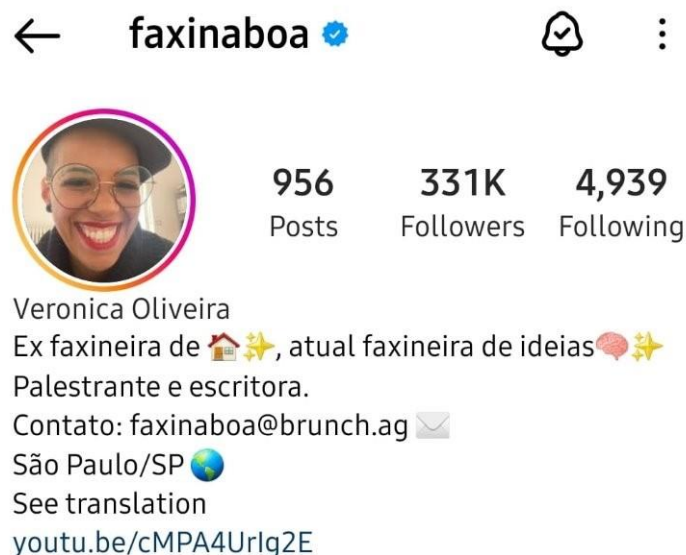 faxinaboa
956 331K 4,939
Posts Followers Following
Veronica Oliveira
Ex faxineira de 🏠✨, atual faxineira de ideias🧠✨
Palestrante e escritora.
Contato: faxinaboa@brunch.ag ✉️
São Paulo/SP 🌎
See translation
youtu.be/cMPA4UrIq2E